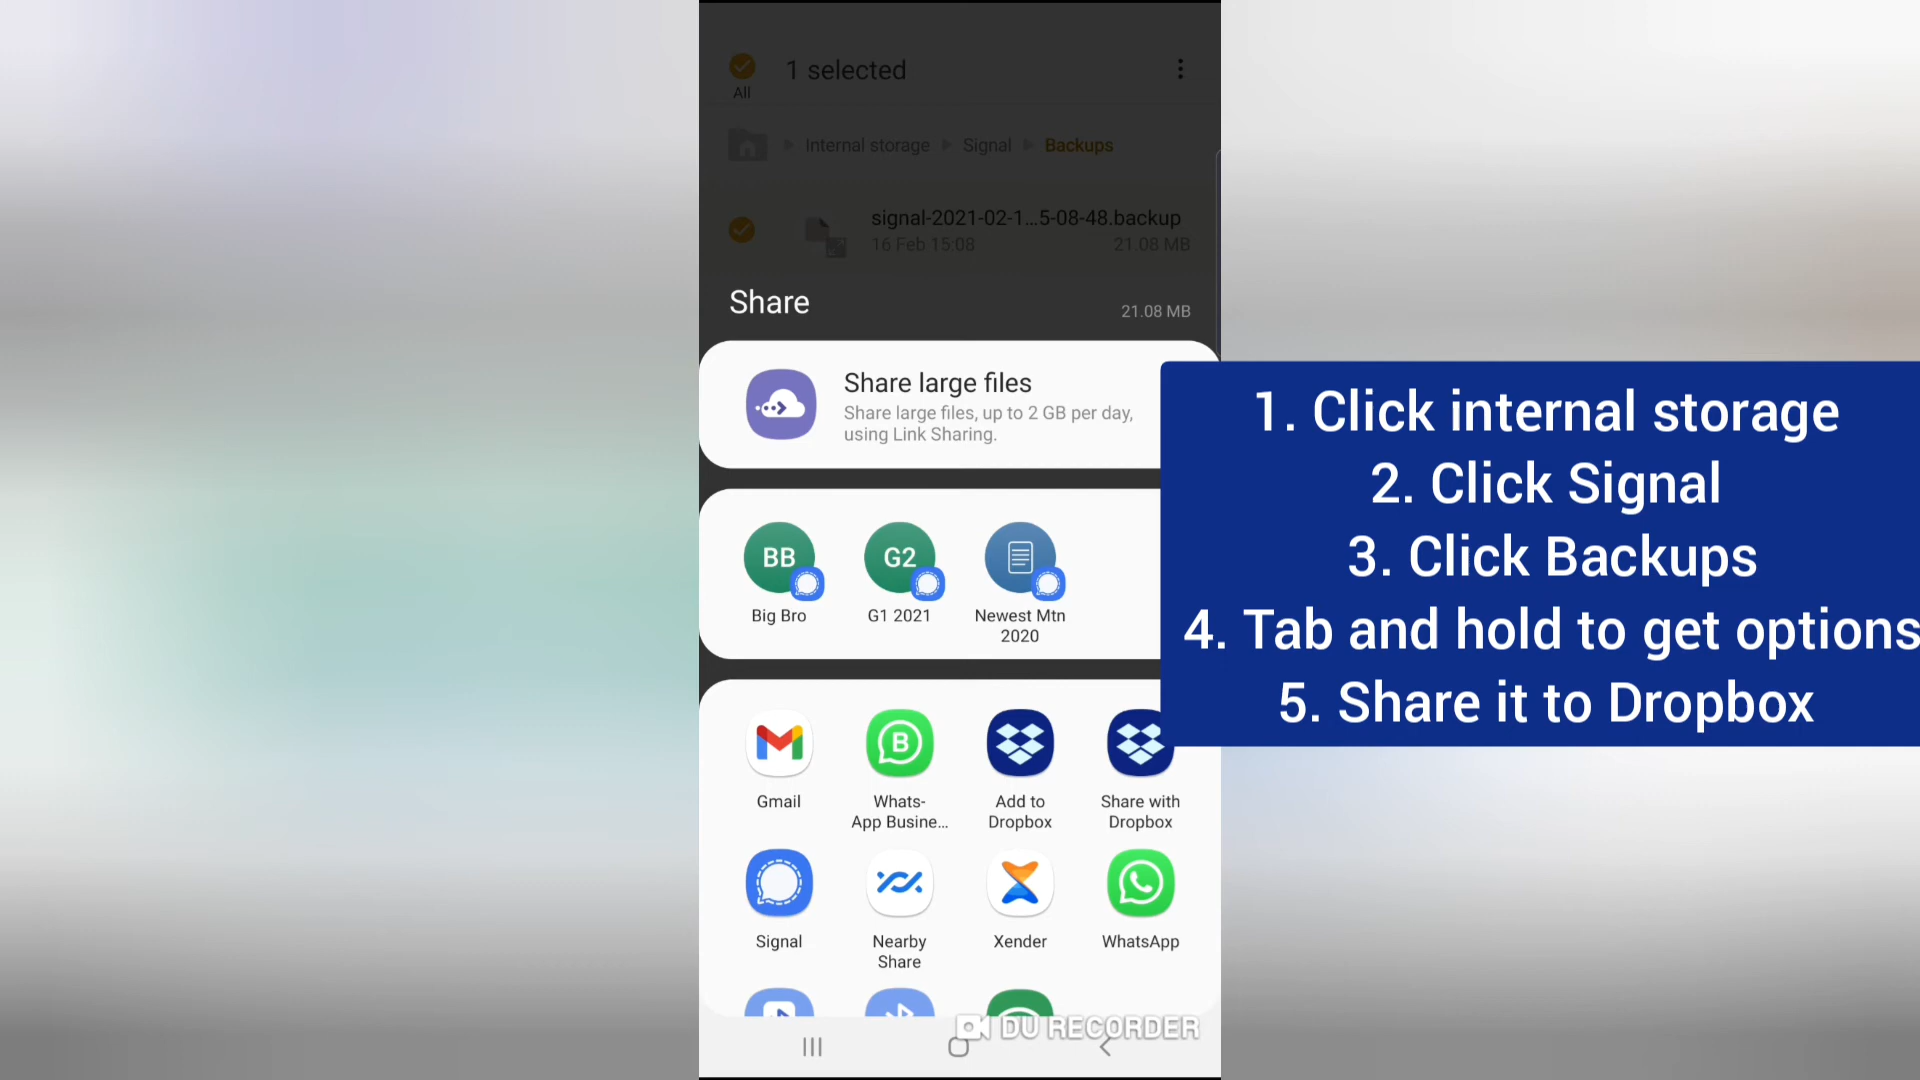 1 selected
All
Internal storage
Signal
Backups
signal-2021-02-1...5-08-48.backup
16 Feb 15:08
21.08 MB
Share
21.08 MB
Share large files
Share large files, up to 2 GB per day,
using Link Sharing.
BB
G2
Big Bro
G1 2021
Newest Mtn
2020
Gmail
Whats-
App Busine...
Add to
Dropbox
Share with
Dropbox
Signal
Nearby
Share
Xender
WhatsApp
DU RECORDER
1. Click internal storage
2. Click Signal
3. Click Backups
4. Tab and hold to get options
5. Share it to Dropbox